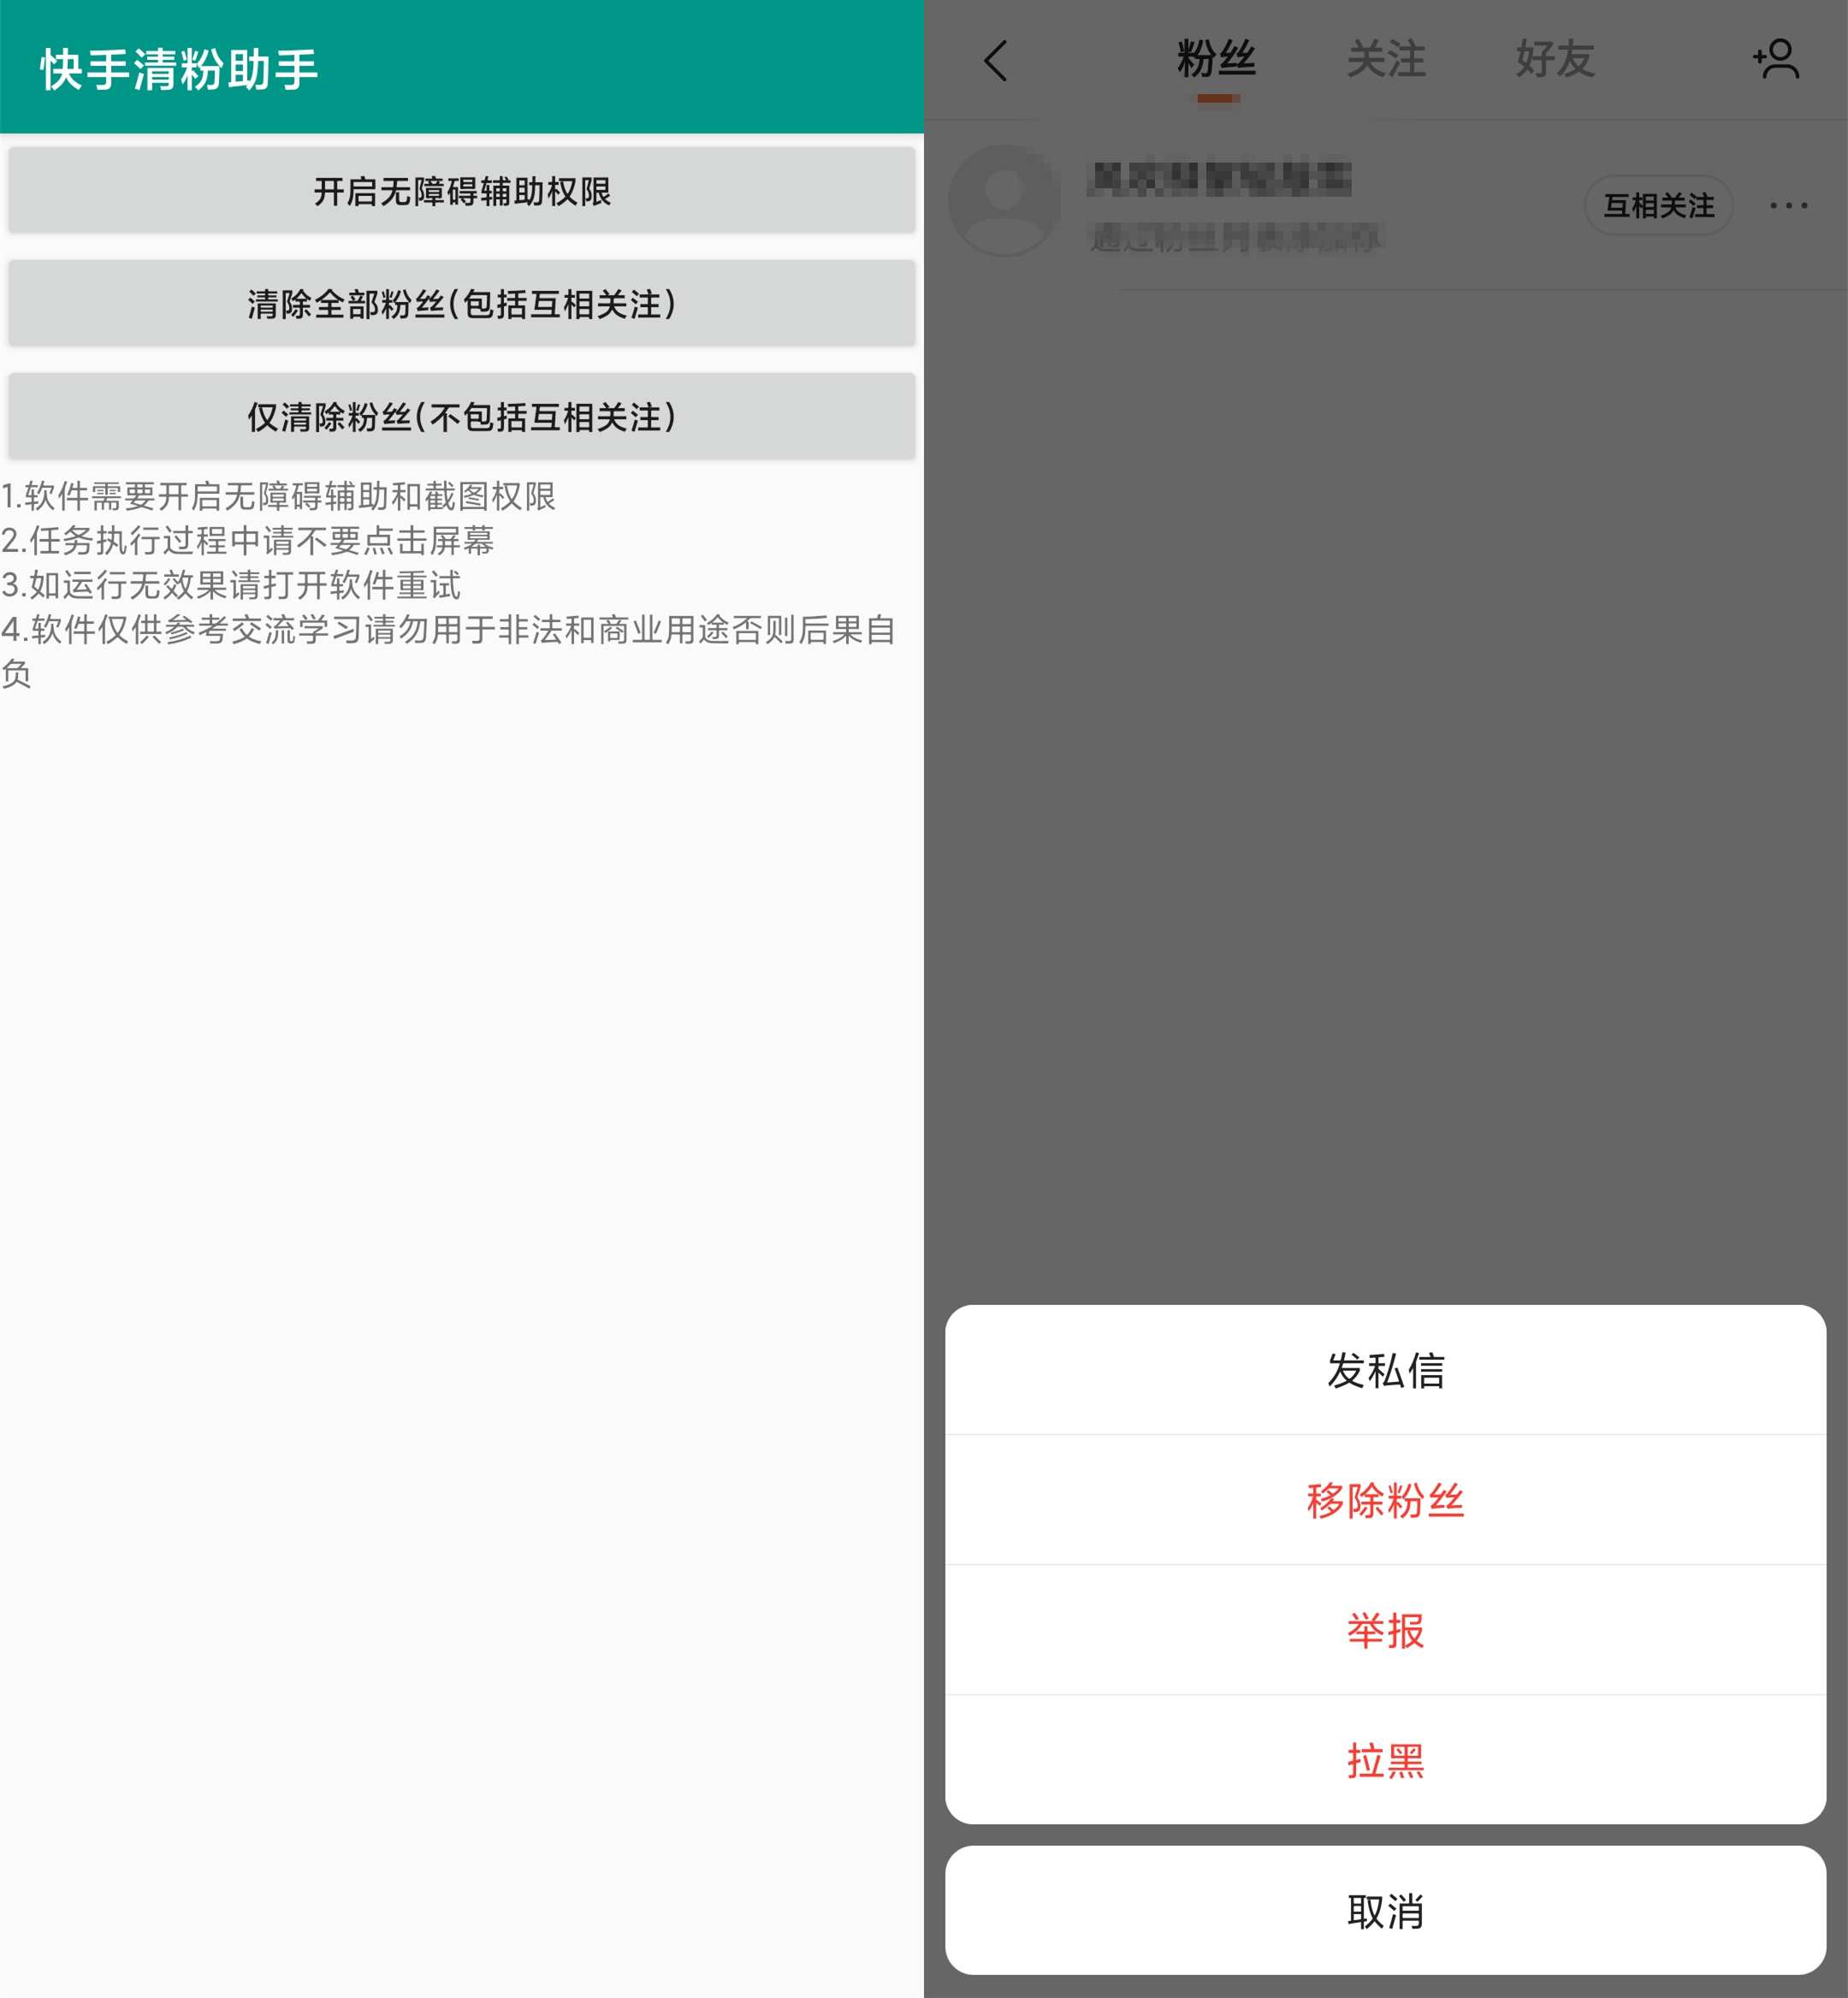 快手清粉助手
开启无障碍辅助权限
清除全部粉丝(包括互相关注)
仅清除粉丝(不包括互相关注)
1.软件需要开启无障碍辅助和截图权限
2.任务执行过程中请不要点击屏幕
3.如运行无效果请打开软件重试
4.软件仅供参考交流学习请勿用于非法和商业用途否则后果自
负
粉丝 关注 好友
互相关注
发私信
移除粉丝
举报
拉黑
取消